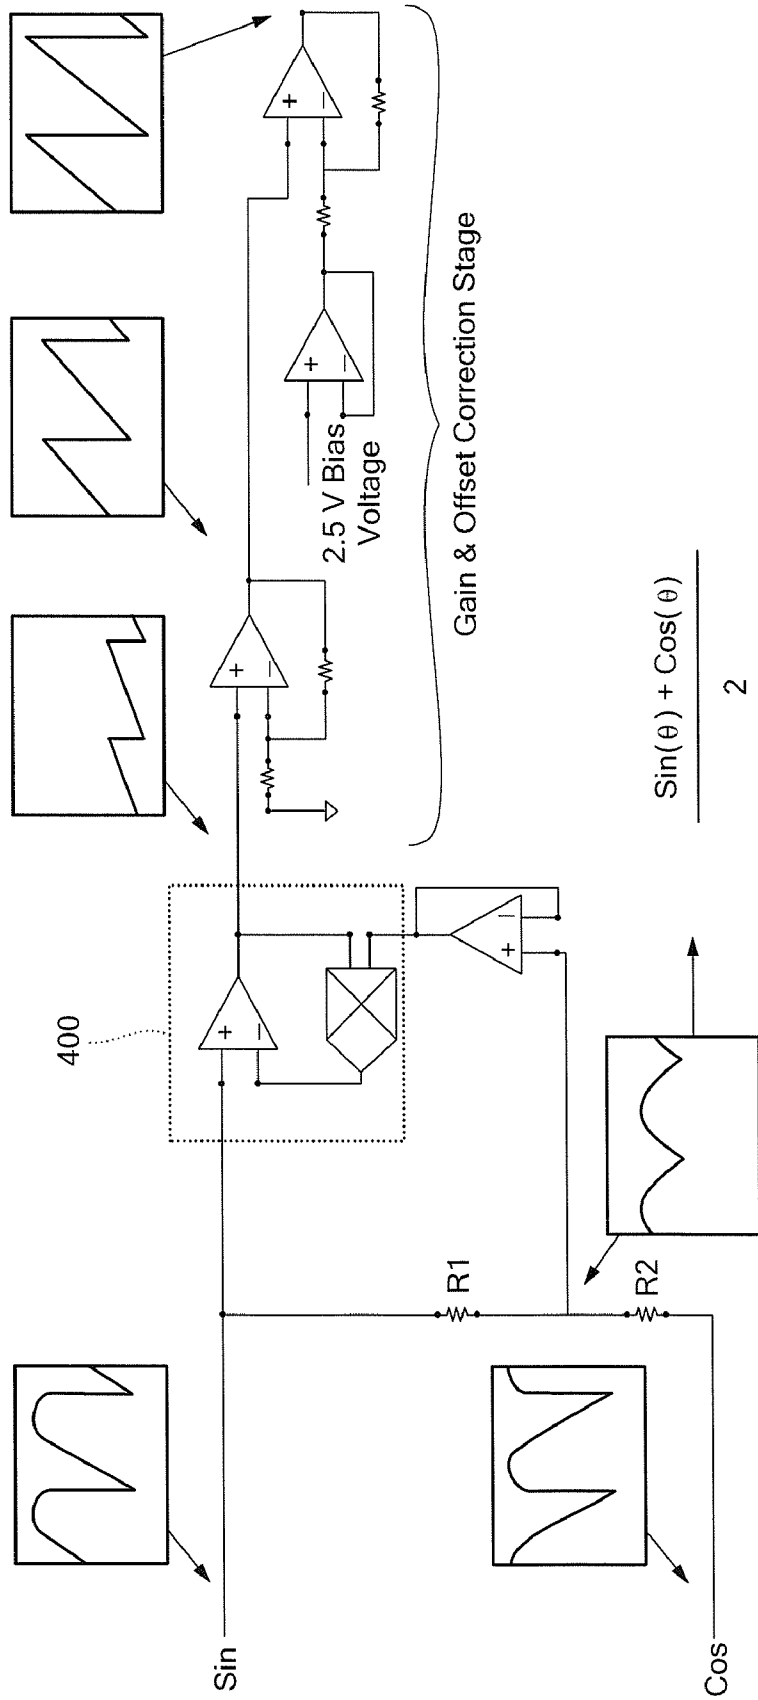 Sin
Cos
R1
R2
400
+
−
+
−
+
−
2.5 V Bias
Voltage
+
−
+
−
Gain & Offset Correction Stage
Sin(θ) + Cos(θ)
2